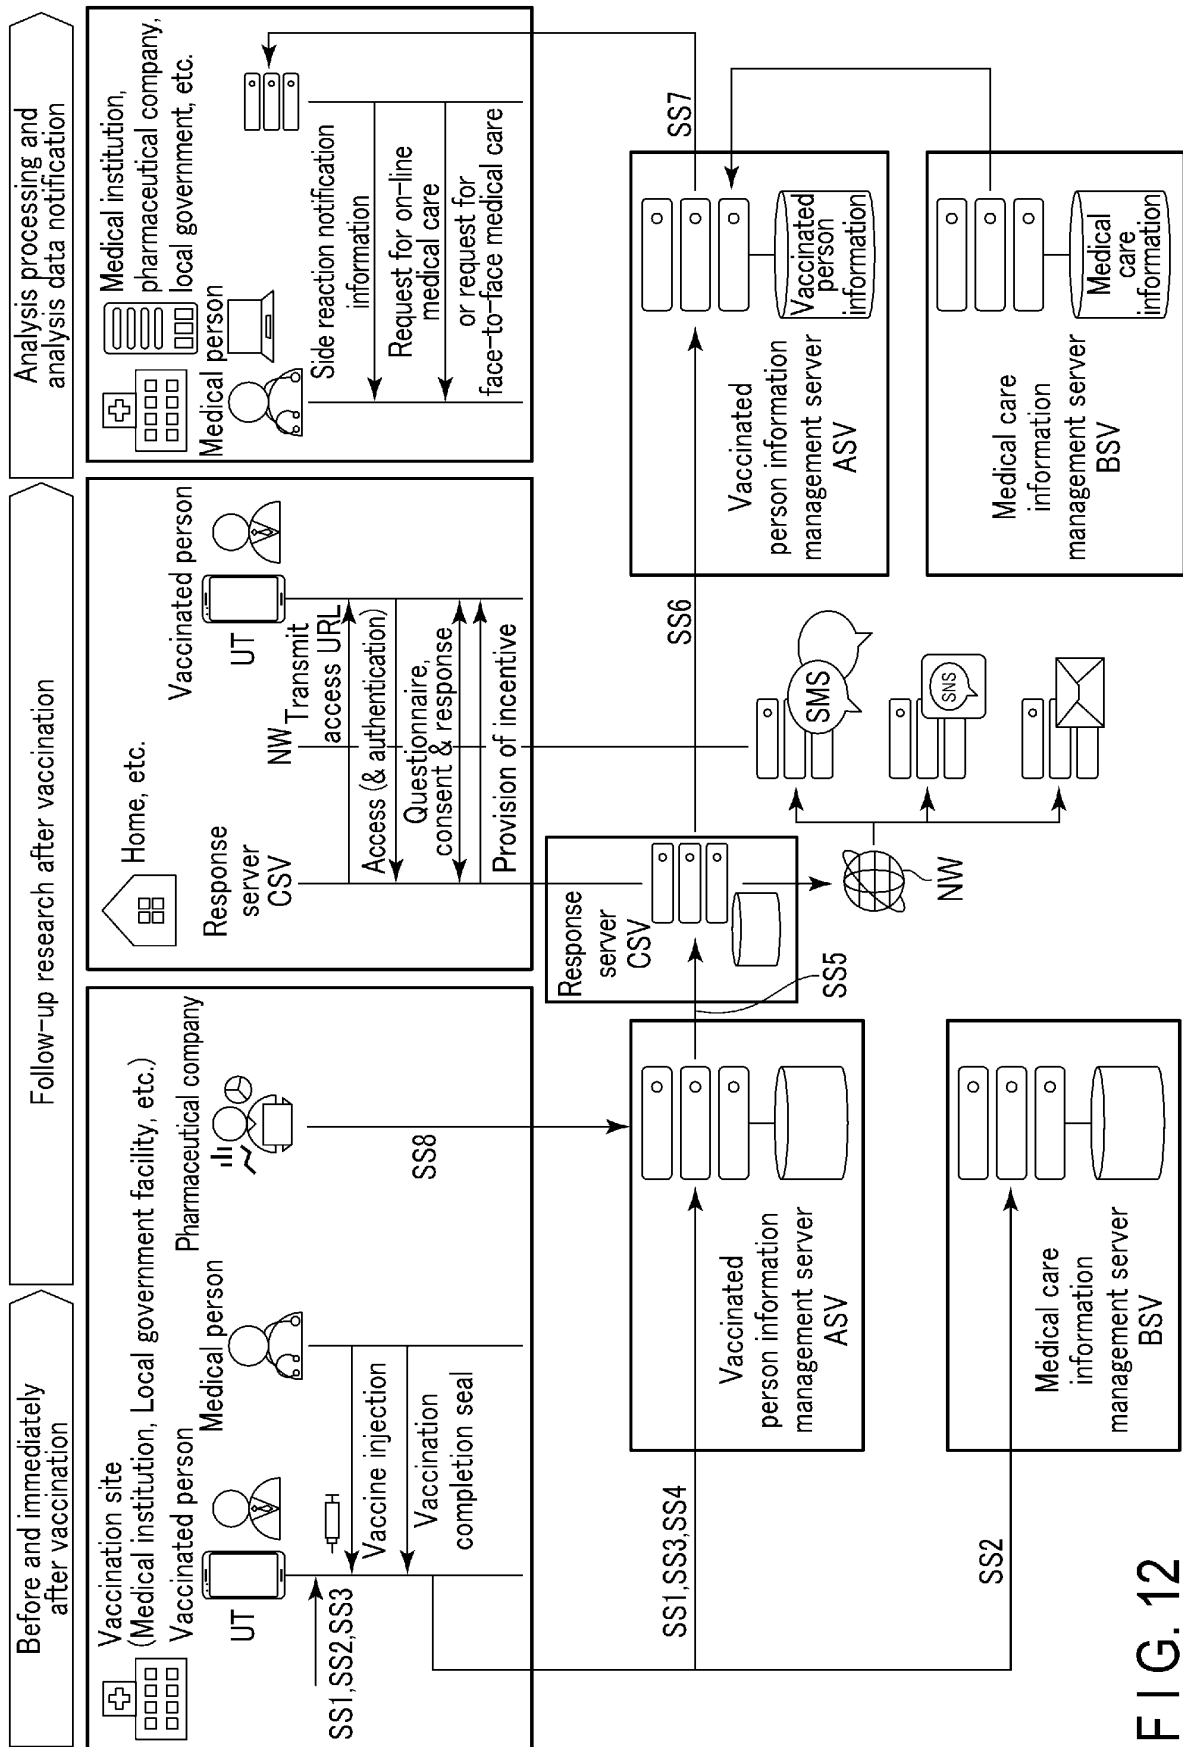 Before and immediately
after vaccination
Follow-up research after vaccination
Analysis processing and
analysis data notification
Vaccination site
(Medical institution, Local government facility, etc.)
Vaccinated person
UT
Medical person
Pharmaceutical company
SS1,SS2,SS3
Vaccine injection
Vaccination
completion seal
SS8
Home, etc.
Response
server
CSV
NW
UT
Vaccinated person
Transmit
access URL
Access (& authentication)
Questionnaire,
consent & response
Provision of incentive
Medical institution,
pharmaceutical company,
local government, etc.
Medical person
Side reaction notification
information
Request for on-line
medical care
or request for
face-to-face medical care
SS1,SS3,SS4
Vaccinated
person information
management server
ASV
SS5
Response
server
CSV
SS6
Vaccinated
person information
management server
ASV
Vaccinated
person
information
SS7
SS2
Medical care
information
management server
BSV
NW
SMS
SNS
Medical care
information
management server
BSV
Medical
care
information
FIG. 12